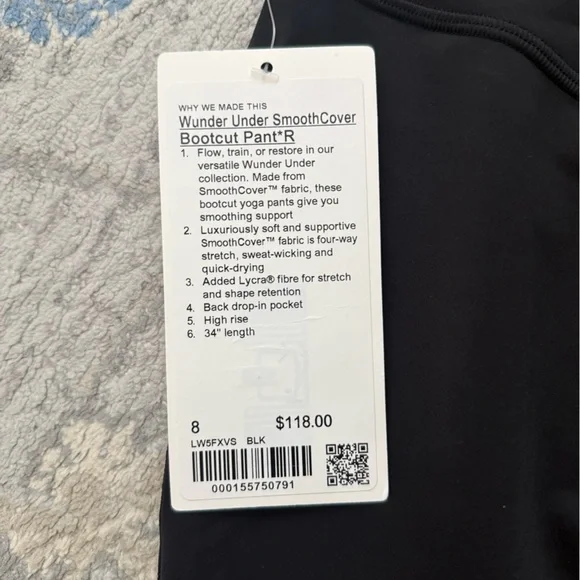 WHY WE MADE THIS
Wunder Under SmoothCover
Bootcut Pant*R
1. Flow, train, or restore in our
versatile Wunder Under
collection. Made from
SmoothCover™ fabric, these
bootcut yoga pants give you
smoothing support
2. Luxuriously soft and supportive
SmoothCover™ fabric is four-way
stretch, sweat-wicking and
quick-drying
3. Added Lycra® fibre for stretch
and shape retention
4. Back drop-in pocket
5. High rise
6. 34" length
8 $118.00
LW5FXVS BLK
000155750791